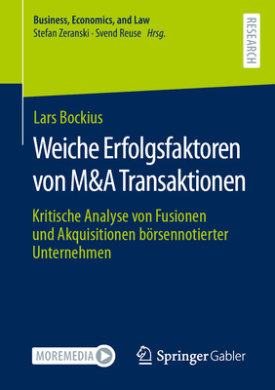 Business, Economics, and Law
Stefan Zeranski · Svend Reuse Hrsg.
RESEARCH
Lars Bockius
Weiche Erfolgsfaktoren
von M&A Transaktionen
Kritische Analyse von Fusionen
und Akquisitionen börsennotierter
Unternehmen
MOREMEDIA
Springer Gabler